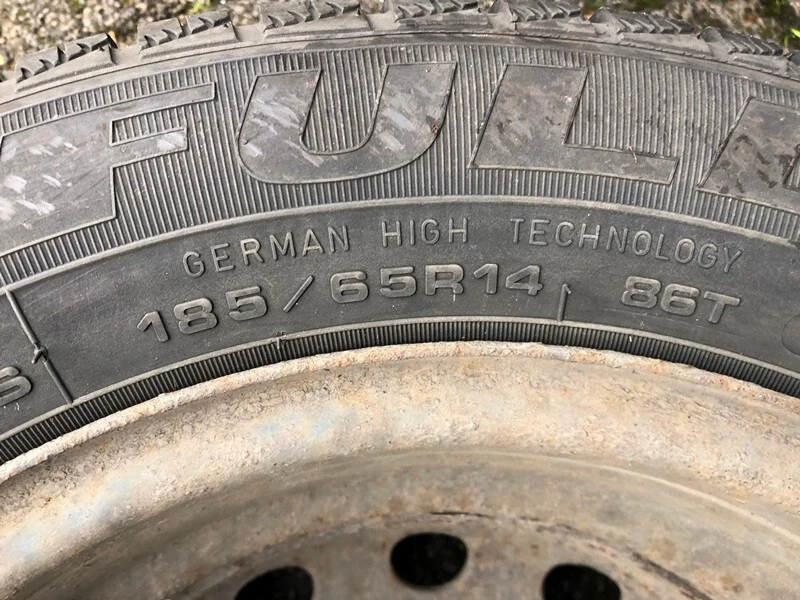 FUL
GERMAN HIGH TECHNOLOGY
185/65R14 86T
S